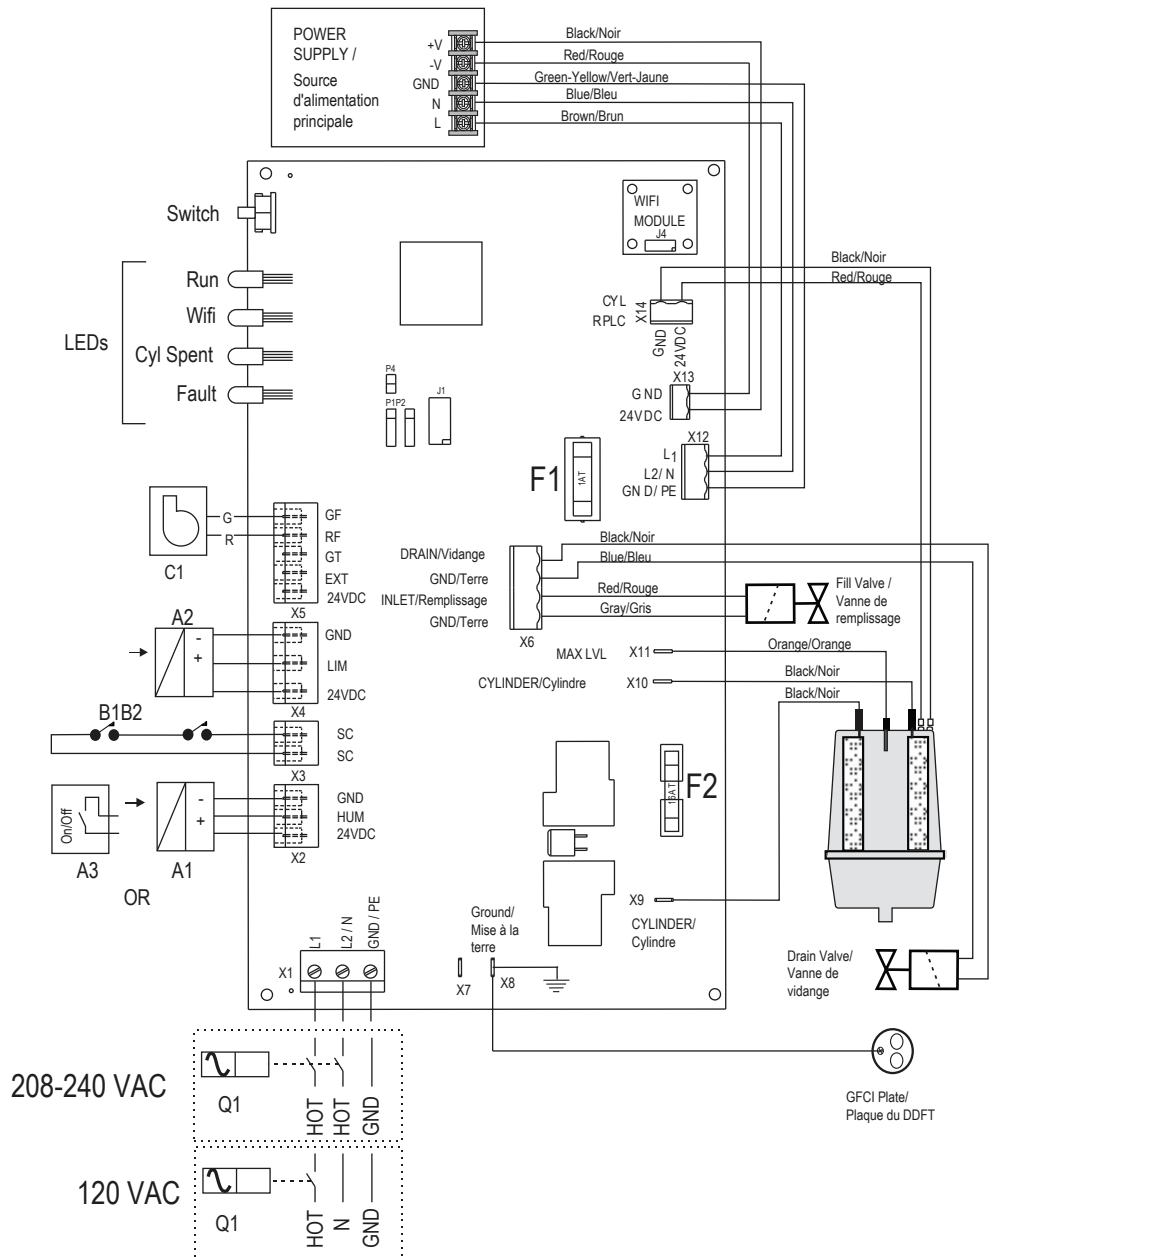 POWER
SUPPLY /
Source
d'alimentation
principale
+V
-V
GND
N
L
Black/Noir
Red/Rouge
Green-Yellow/Vert-Jaune
Blue/Bleu
Brown/Brun
Switch
WIFI
MODULE
J4
LEDs
Run
Wifi
Cyl Spent
Fault
Black/Noir
Red/Rouge
CYL
RPLC
X14
GND
24VDC
X13
GND
24VDC
P4
P1P2
J1
X12
L1
L2/ N
GN D/ PE
F1
1AT
C1
G
R
GF
RF
GT
EXT
24VDC
X5
DRAIN/Vidange
GND/Terre
INLET/Remplissage
GND/Terre
X6
Black/Noir
Blue/Bleu
Red/Rouge
Gray/Gris
Fill Valve /
Vanne de
remplissage
A2
-
+
GND
LIM
24VDC
X4
MAX LVL
X11
Orange/Orange
CYLINDER/Cylindre
X10
Black/Noir
Black/Noir
B1B2
SC
SC
X3
On/Off
A3
OR
-
+
A1
GND
HUM
24VDC
X2
F2
16AT
X9
CYLINDER/
Cylindre
Ground/
Mise à la
terre
X7
X8
X1
L1
L2 / N
GND / PE
Drain Valve/
Vanne de
vidange
GFCI Plate/
Plaque du DDFT
208-240 VAC
Q1
HOT
HOT
GND
120 VAC
Q1
HOT
N
GND